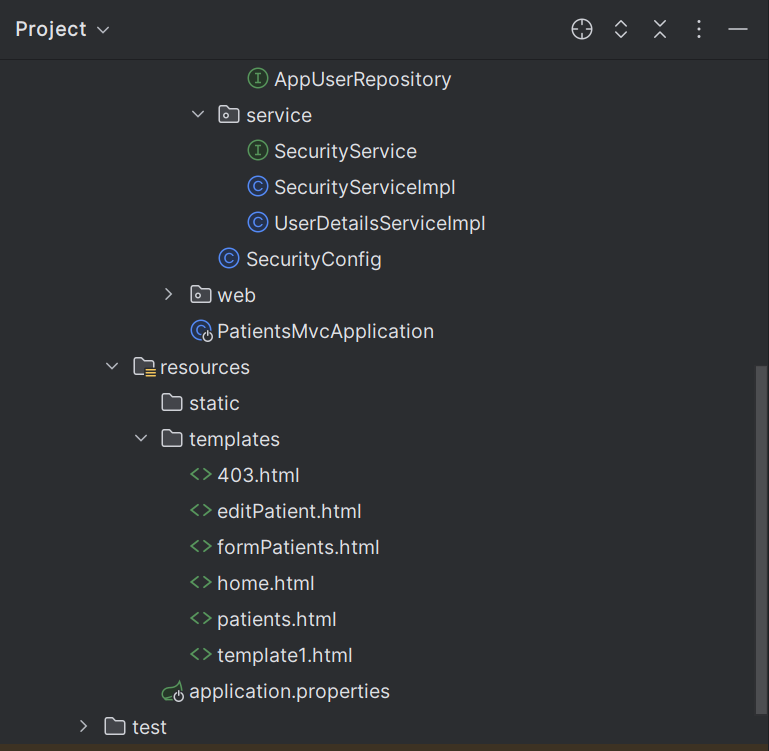 Project
AppUserRepository
service
SecurityService
SecurityServiceImpl
UserDetailsServiceImpl
SecurityConfig
web
PatientsMvcApplication
resources
static
templates
403.html
editPatient.html
formPatients.html
home.html
patients.html
template1.html
application.properties
test